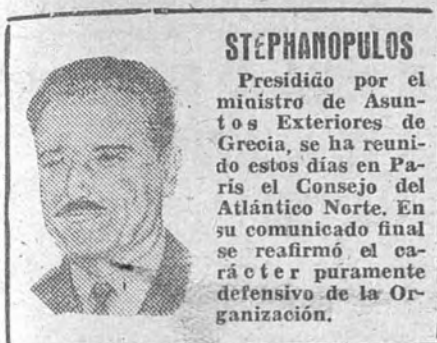 STEPHANOPULOS
Presidido por el
ministro de Asun-
tos Exteriores de
Grecia, se ha reuni-
do estos días en Pa-
rís el Consejo del
Atlántico Norte. En
su comunicado final
se reafirmó el ca-
rácter puramente
defensivo de la Or-
ganización.